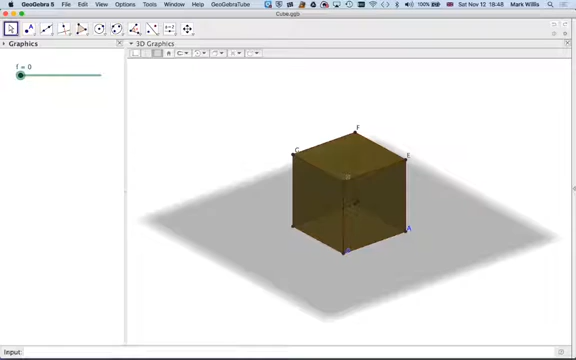 GeoGebra 5 File Edit View Options Tools Window Help GeoGebraTube 100% Sat Nov 12 18:48 Mark Willis
Cube.ggb
Graphics
3D Graphics
f = 0
F
E
A
Input: